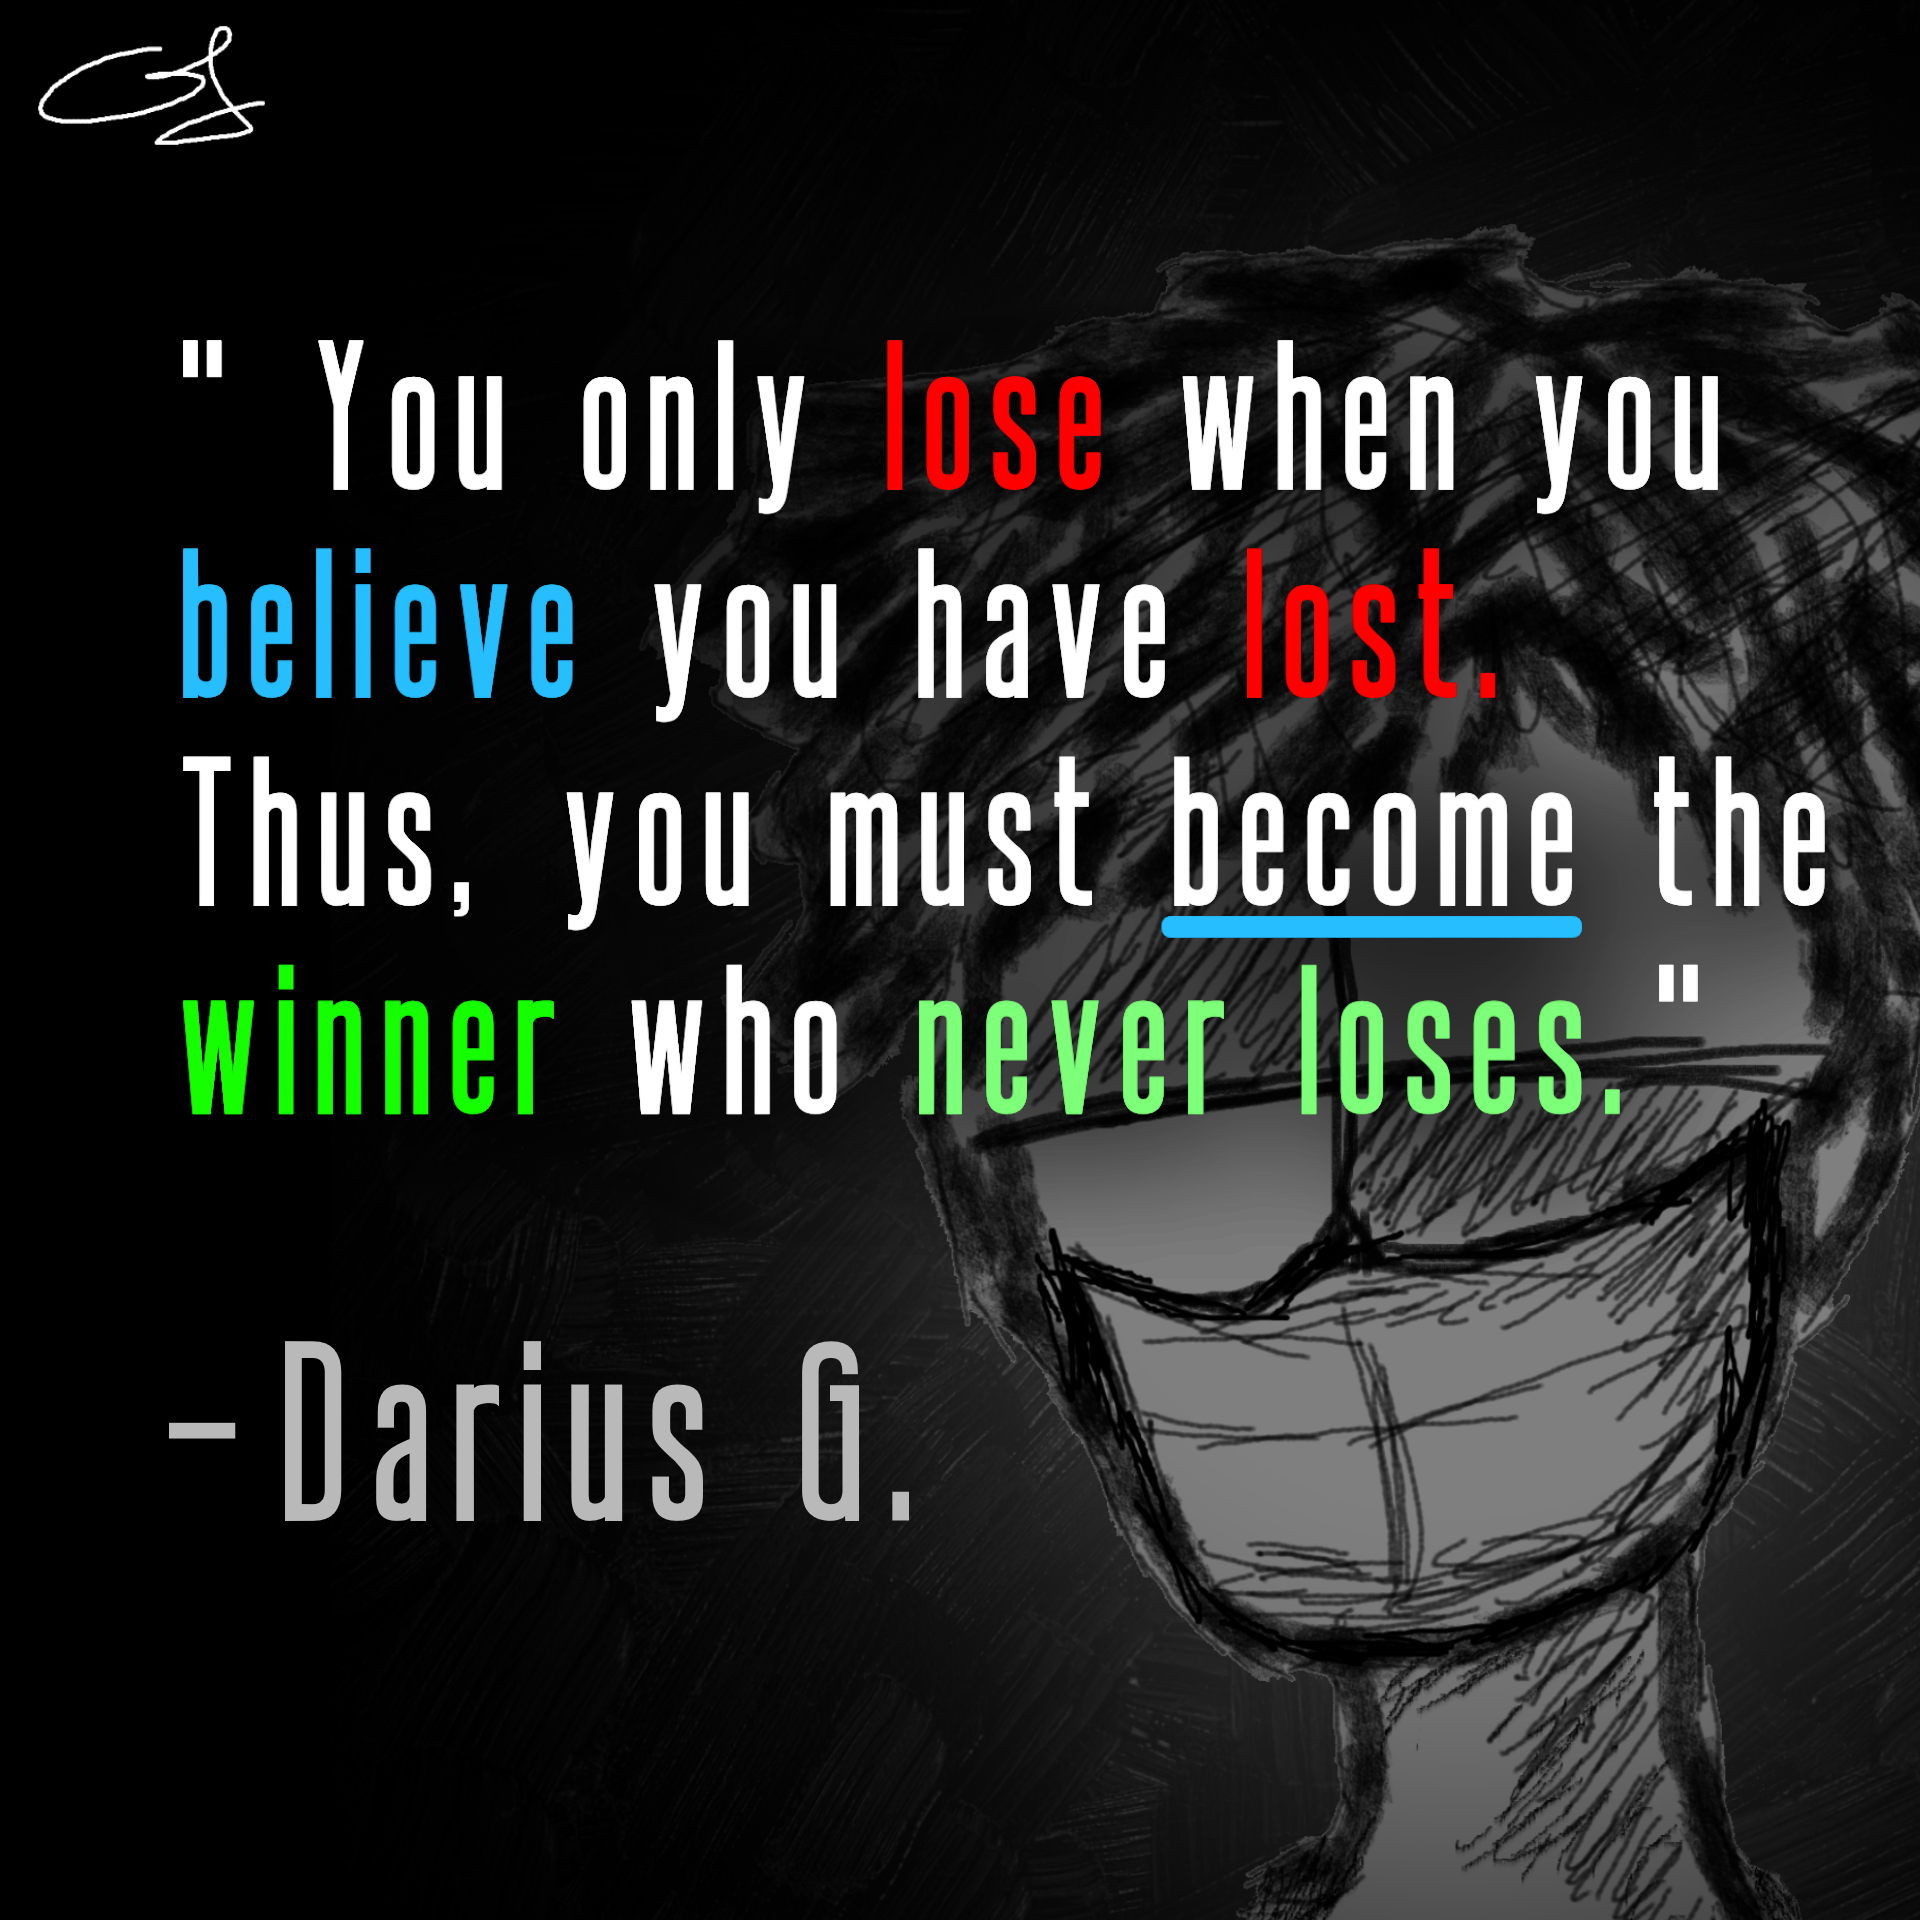 " You only lose when you
believe you have lost.
Thus, you must become the
winner who never loses. "
–Darius G.